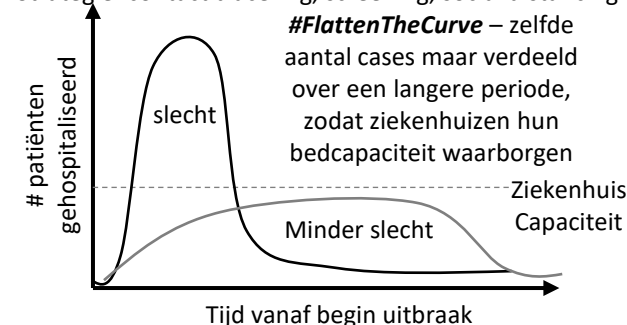 #FlattenTheCurve – zelfde
aantal cases maar verdeeld
over een langere periode,
zodat ziekenhuizen hun
bedcapaciteit waarborgen
# patiënten
gehospitaliseerd
slecht
Minder slecht
Ziekenhuis
Capaciteit
Tijd vanaf begin uitbraak